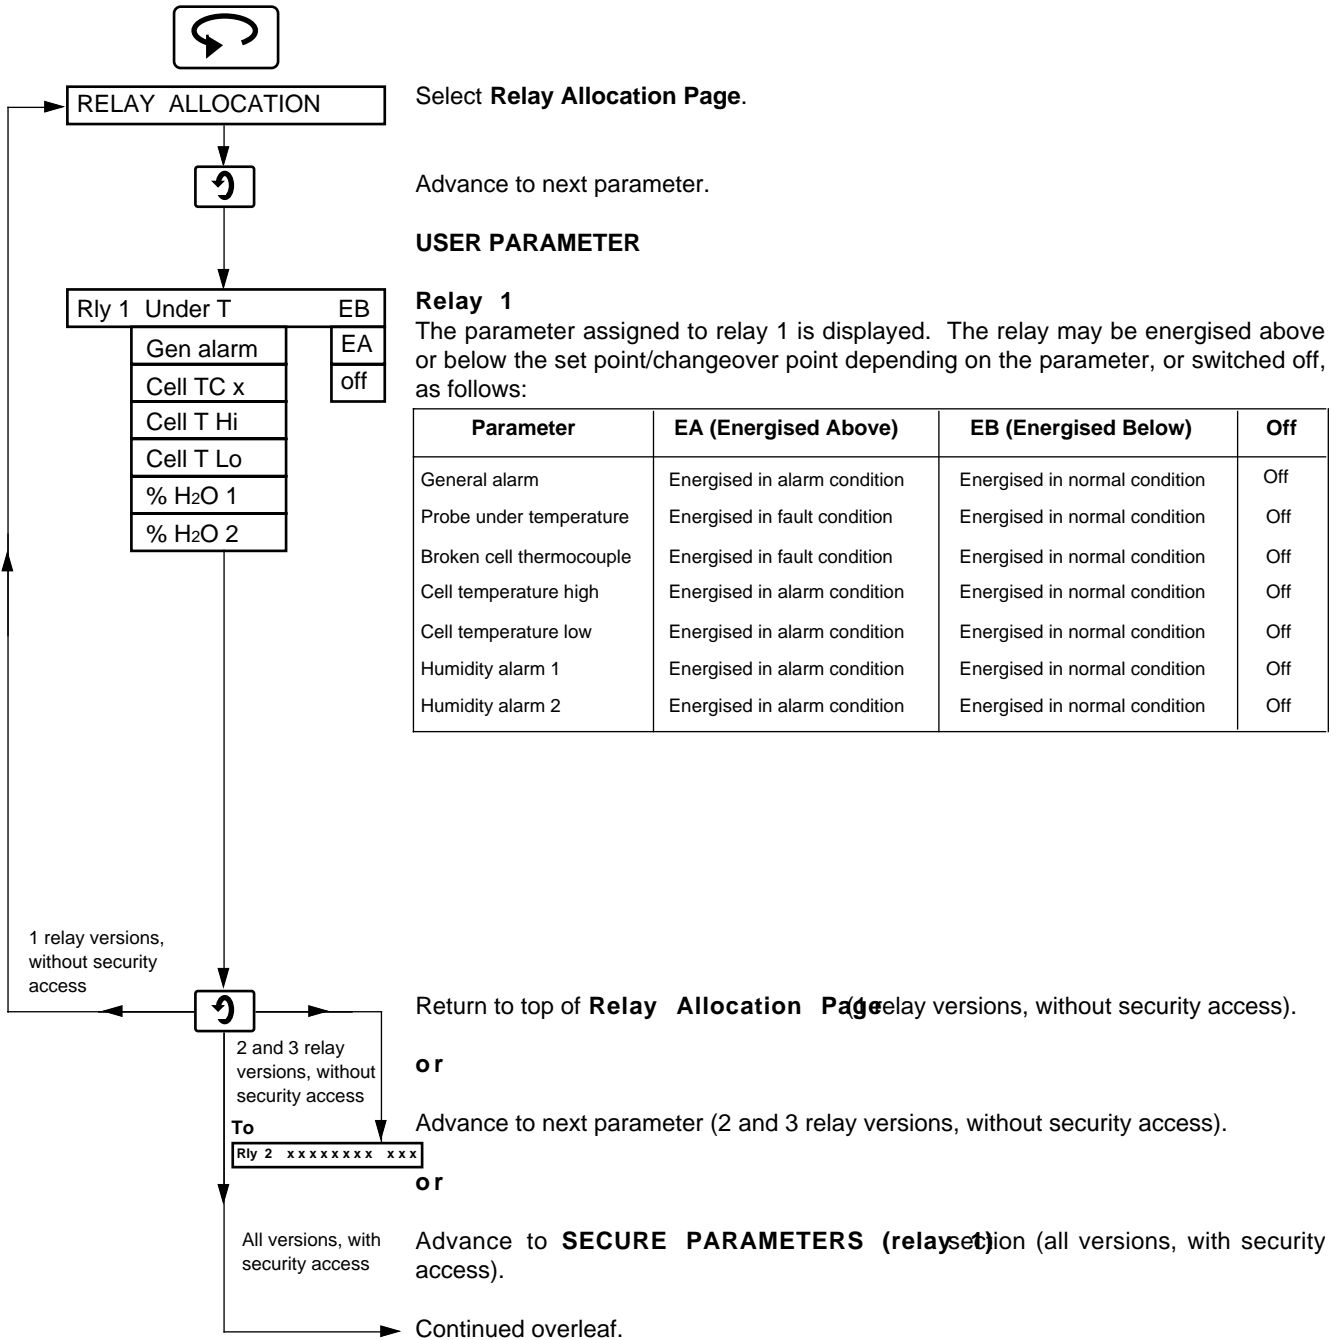 RELAY ALLOCATION
Select Relay Allocation Page.
Advance to next parameter.
USER PARAMETER
Rly 1 Under T EB
Gen alarm EA
Cell TC x off
Cell T Hi
Cell T Lo
% H2O 1
% H2O 2
Relay 1
The parameter assigned to relay 1 is displayed. The relay may be energised above
or below the set point/changeover point depending on the parameter, or switched off,
as follows:
Parameter EA (Energised Above) EB (Energised Below) Off
General alarm Energised in alarm condition Energised in normal condition Off
Probe under temperature Energised in fault condition Energised in normal condition Off
Broken cell thermocouple Energised in fault condition Energised in normal condition Off
Cell temperature high Energised in alarm condition Energised in normal condition Off
Cell temperature low Energised in alarm condition Energised in normal condition Off
Humidity alarm 1 Energised in alarm condition Energised in normal condition Off
Humidity alarm 2 Energised in alarm condition Energised in normal condition Off
1 relay versions,
without security
access
Return to top of Relay Allocation Page (1 relay versions, without security access).
or
2 and 3 relay
versions, without
security access
Advance to next parameter (2 and 3 relay versions, without security access).
To
Rly 2 xxxxxxxx xxx
or
All versions, with
security access
Advance to SECURE PARAMETERS (relay 1) section (all versions, with security
access).
Continued overleaf.